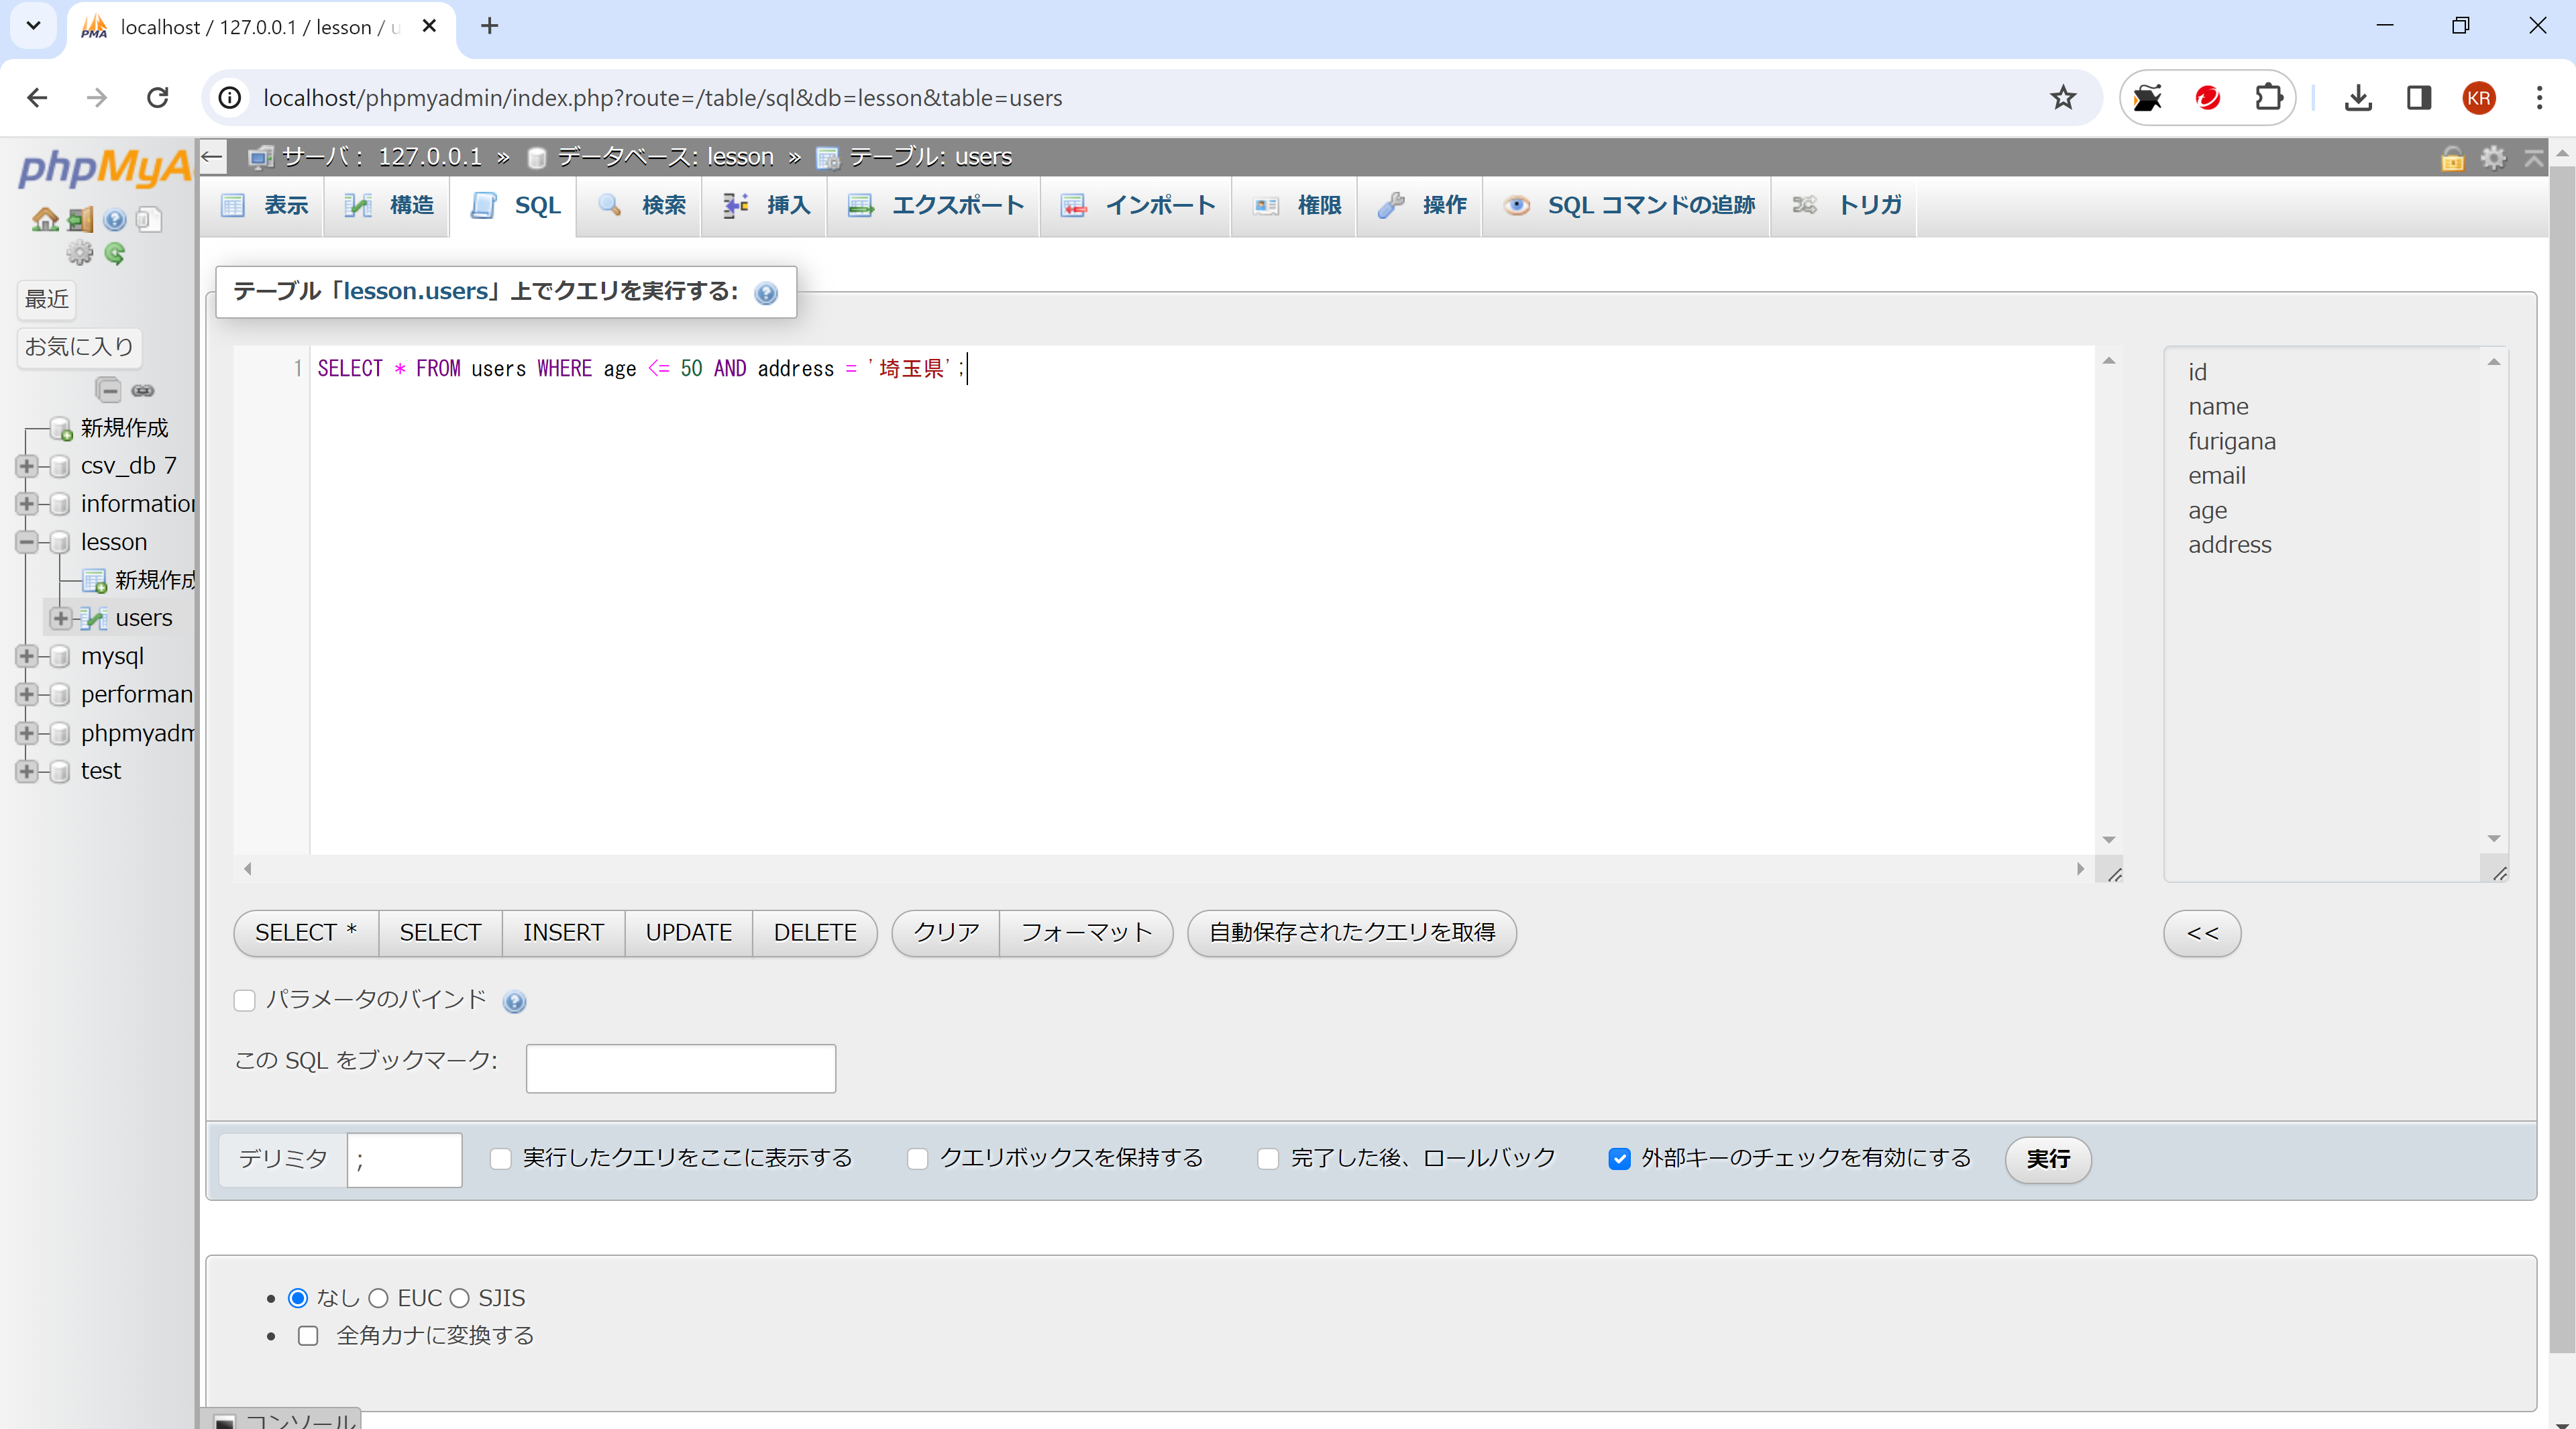 localhost / 127.0.0.1 / lesson / u
localhost/phpmyadmin/index.php?route=/table/sql&db=lesson&table=users
KR
phpMyA
サーバ: 127.0.0.1 » データベース: lesson » テーブル: users
表示 構造 SQL 検索 挿入 エクスポート インポート 権限 操作 SQL コマンドの追跡 トリガ
最近
お気に入り
新規作成
csv_db 7
information
lesson
新規作成
users
mysql
performan
phpmyadm
test
テーブル「lesson.users」上でクエリを実行する:
1 SELECT * FROM users WHERE age <= 50 AND address = '埼玉県';
id
name
furigana
email
age
address
SELECT * SELECT INSERT UPDATE DELETE クリア フォーマット 自動保存されたクエリを取得 <<
パラメータのバインド
この SQL をブックマーク:
デリミタ ; 実行したクエリをここに表示する クエリボックスを保持する 完了した後、ロールバック 外部キーのチェックを有効にする 実行
なし EUC SJIS
全角カナに変換する
コンソール